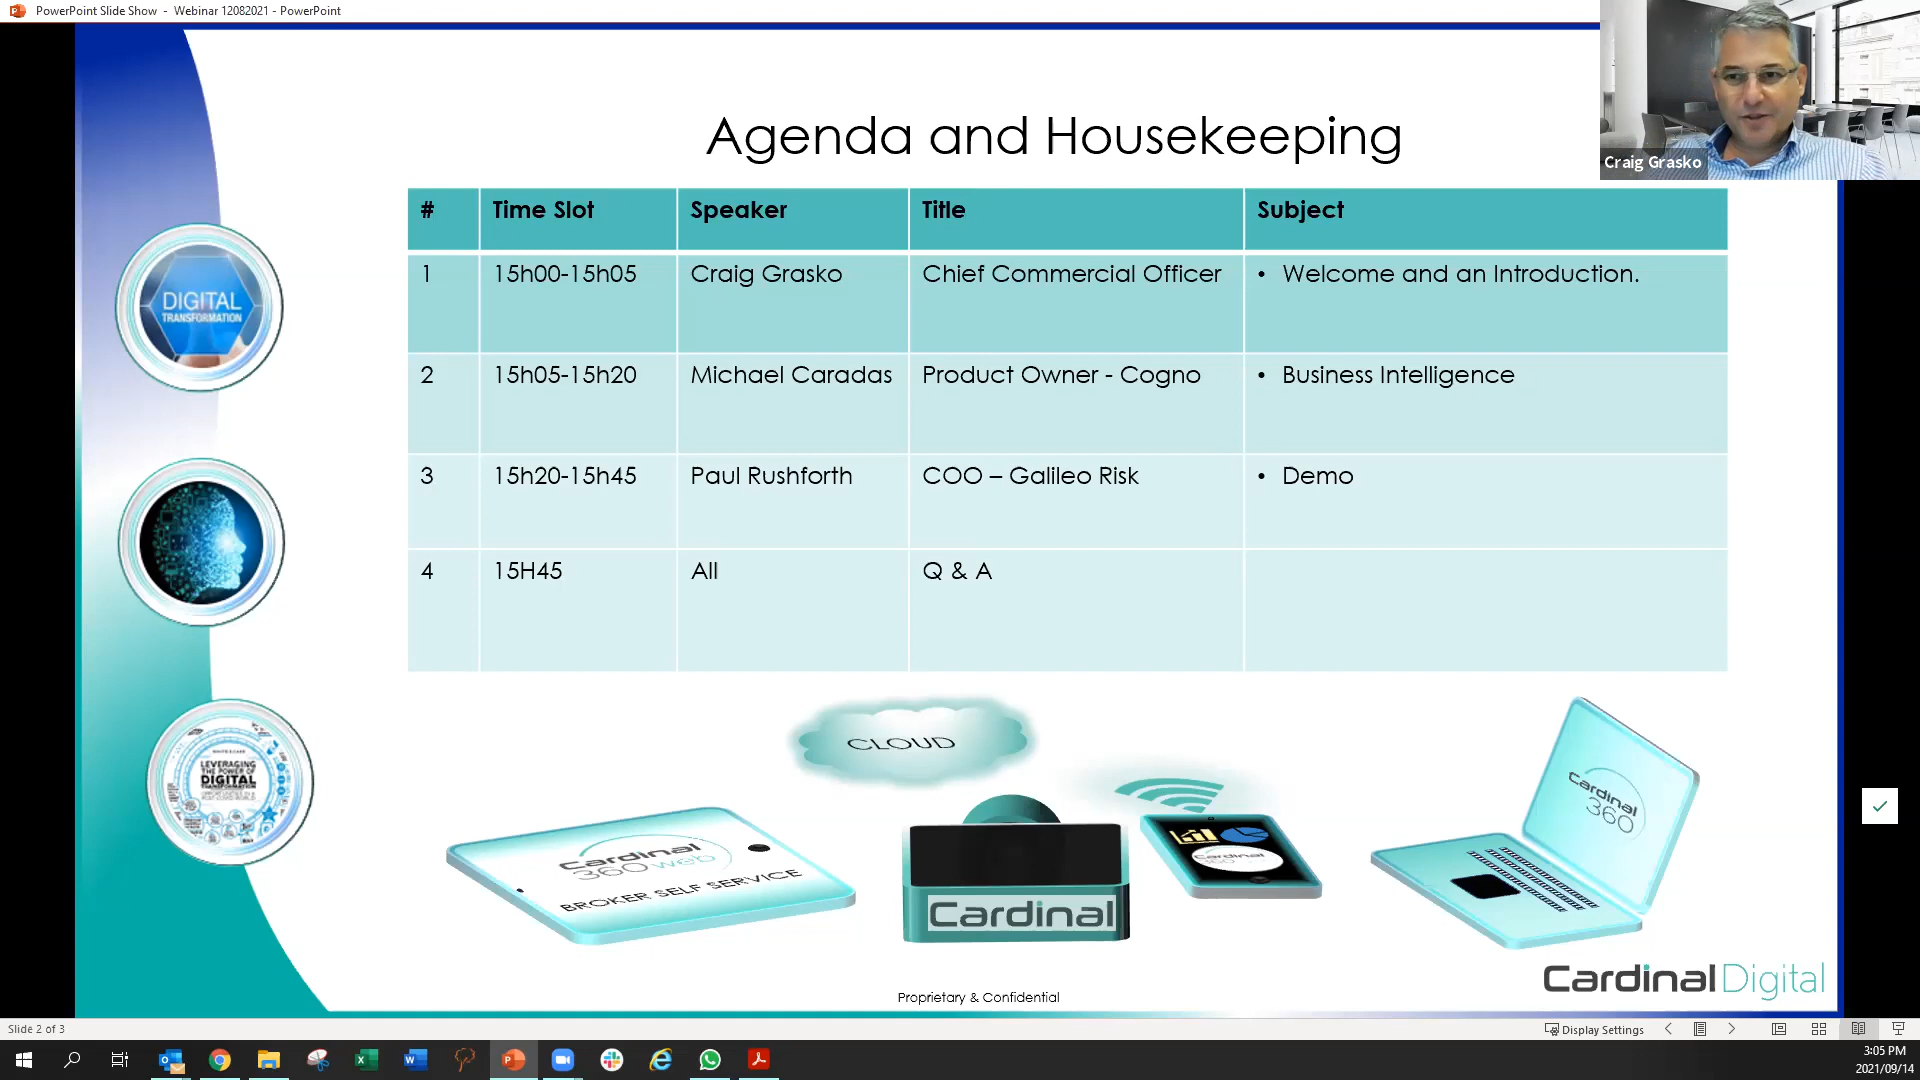 PowerPoint Slide Show - Webinar 12082021 - PowerPoint
Craig Grasko
Agenda and Housekeeping
# Time Slot Speaker Title Subject
1 15h00-15h05 Craig Grasko Chief Commercial Officer • Welcome and an Introduction.
2 15h05-15h20 Michael Caradas Product Owner - Cogno • Business Intelligence
3 15h20-15h45 Paul Rushforth COO – Galileo Risk • Demo
4 15H45 All Q & A
DIGITAL
TRANSFORMATION
LEVERAGING
THE POWER OF
DIGITAL
TRANSFORMATION
CLOUD
Cardinal
360web
BROKER SELF SERVICE
Cardinal
Cardinal
360
Cardinal
360
CardinalDigital
Proprietary & Confidential
Slide 2 of 3
Display Settings
3:05 PM
2021/09/14